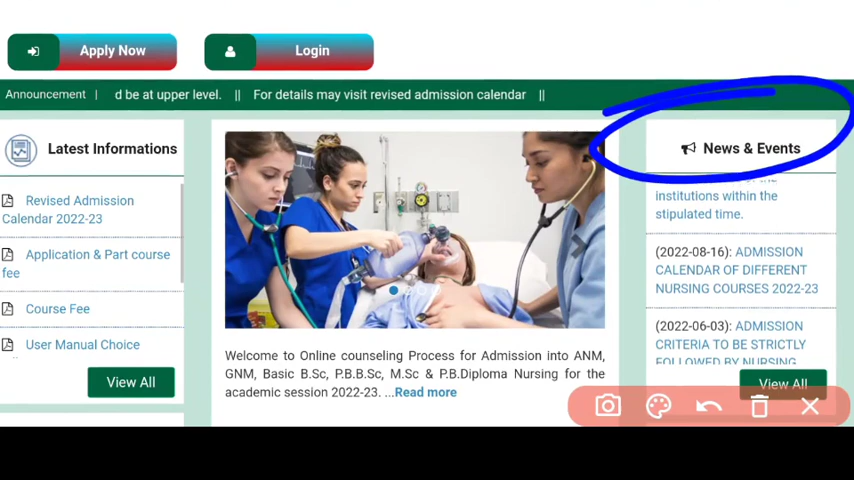 Apply Now
Login
Announcement | d be at upper level. || For details may visit revised admission calendar ||
Latest Informations
Revised Admission
Calendar 2022-23
Application & Part course
fee
Course Fee
User Manual Choice
View All
Welcome to Online counseling Process for Admission into ANM,
GNM, Basic B.Sc, P.B.B.Sc, M.Sc & P.B.Diploma Nursing for the
academic session 2022-23. ...Read more
News & Events
institutions within the
stipulated time.
(2022-08-16): ADMISSION
CALENDAR OF DIFFERENT
NURSING COURSES 2022-23
(2022-06-03): ADMISSION
CRITERIA TO BE STRICTLY
FOLLOWED BY NURSING
View All